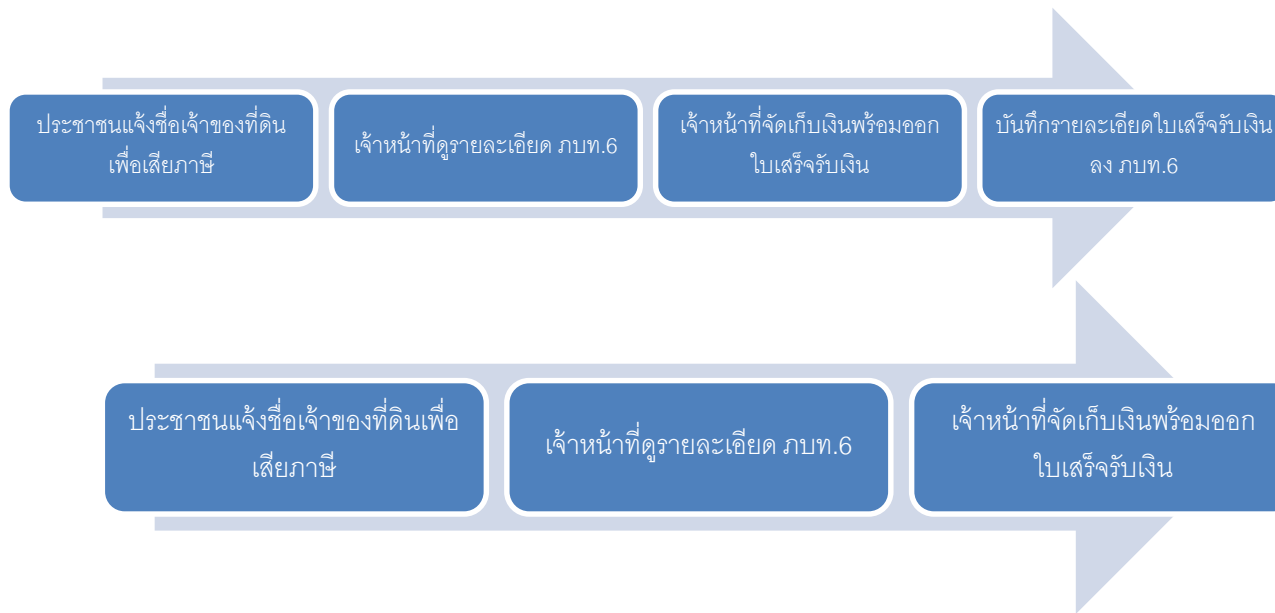 ประชาชนแจ้งชื่อเจ้าของที่ดิน
เพื่อเสียภาษี
เจ้าหน้าที่ดูรายละเอียด ภบท.6
เจ้าหน้าที่จัดเก็บเงินพร้อมออก
ใบเสร็จรับเงิน
บันทึกรายละเอียดใบเสร็จรับเงิน
ลง ภบท.6
ประชาชนแจ้งชื่อเจ้าของที่ดินเพื่อ
เสียภาษี
เจ้าหน้าที่ดูรายละเอียด ภบท.6
เจ้าหน้าที่จัดเก็บเงินพร้อมออก
ใบเสร็จรับเงิน